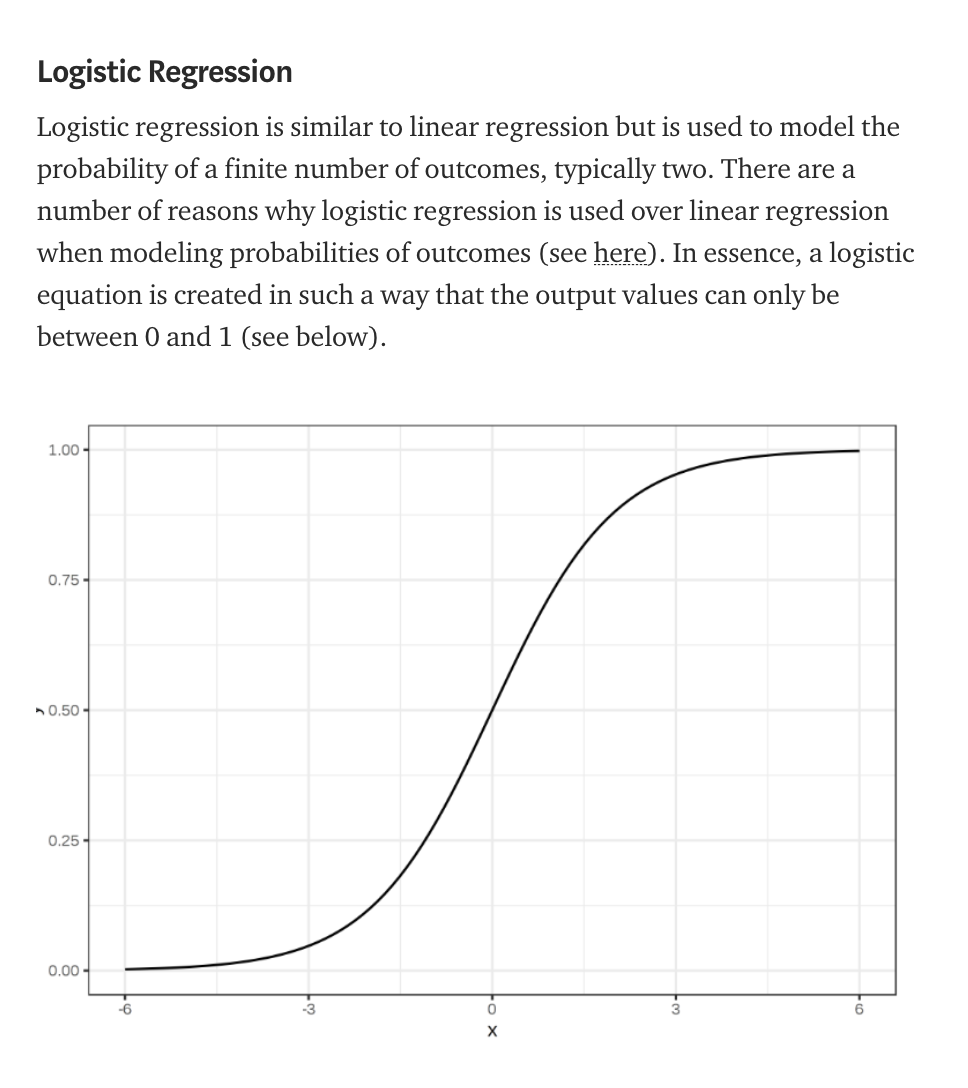 Logistic Regression
Logistic regression is similar to linear regression but is used to model the
probability of a finite number of outcomes, typically two. There are a
number of reasons why logistic regression is used over linear regression
when modeling probabilities of outcomes (see here). In essence, a logistic
equation is created in such a way that the output values can only be
between 0 and 1 (see below).
1.00
0.75
0.50
0.25
0.00
-6 -3 0 3 6
x